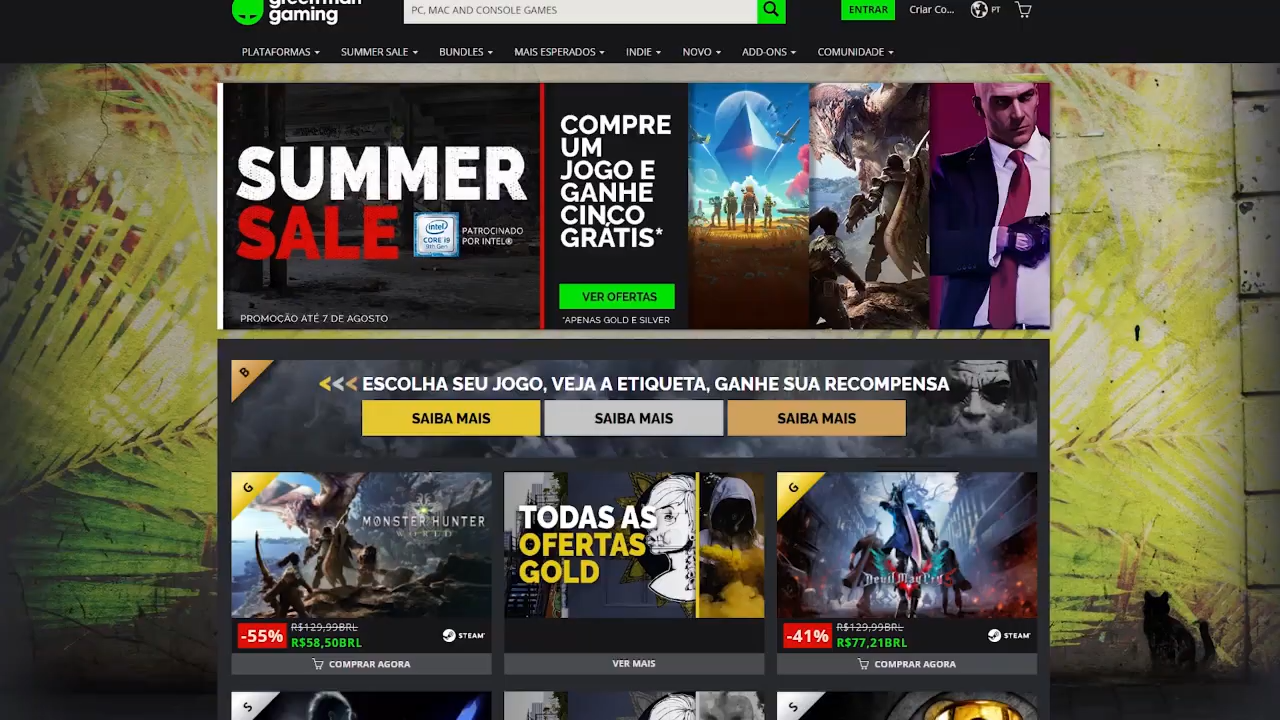 greenman
gaming
PC, MAC AND CONSOLE GAMES
ENTRAR
Criar Co...
PT
PLATAFORMAS
SUMMER SALE
BUNDLES
MAIS ESPERADOS
INDIE
NOVO
ADD-ONS
COMUNIDADE
SUMMER
SALE
intel
CORE i9
9th Gen
PATROCINADO
POR INTEL®
PROMOÇÃO ATÉ 7 DE AGOSTO
COMPRE
UM
JOGO E
GANHE
CINCO
GRÁTIS*
VER OFERTAS
*APENAS GOLD E SILVER
B
<<< ESCOLHA SEU JOGO, VEJA A ETIQUETA, GANHE SUA RECOMPENSA
SAIBA MAIS
SAIBA MAIS
SAIBA MAIS
G
MONSTER HUNTER
WORLD
-55%
R$129,99BRL
R$58,50BRL
STEAM
COMPRAR AGORA
TODAS AS
OFERTAS
GOLD
VER MAIS
G
Devil May Cry
-41%
R$129,99BRL
R$77,21BRL
STEAM
COMPRAR AGORA
S
S